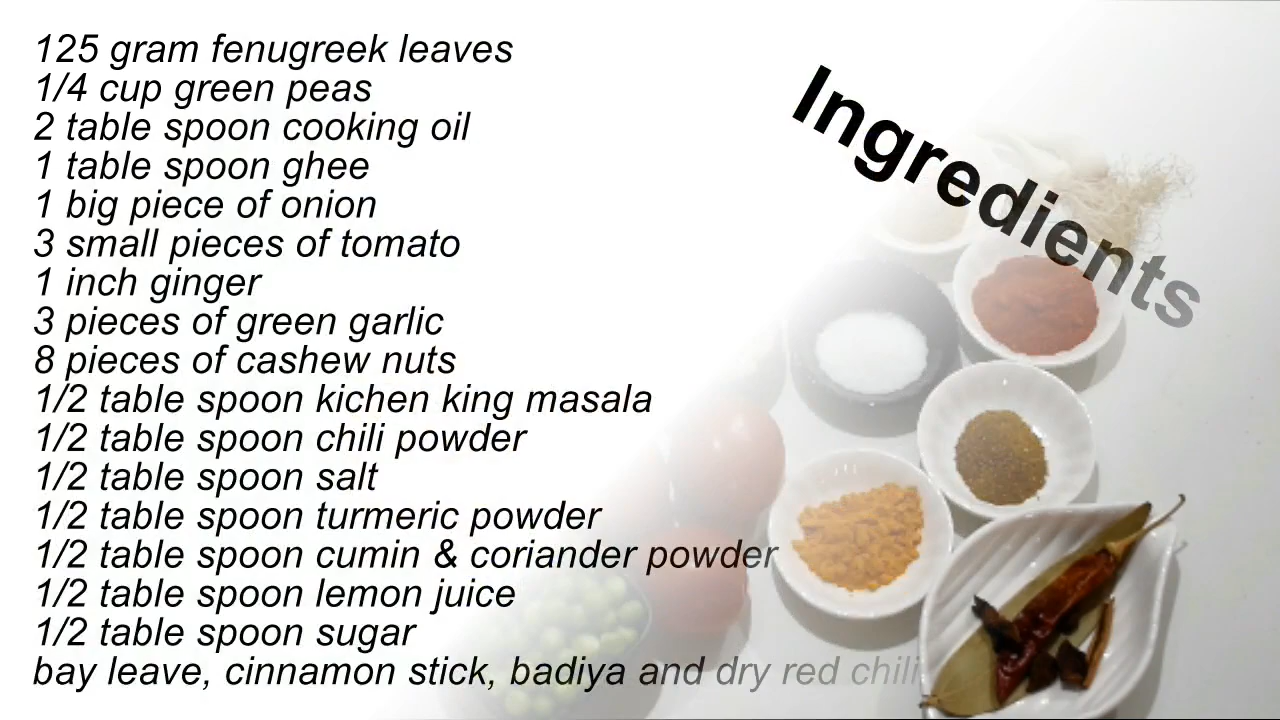 125 gram fenugreek leaves
1/4 cup green peas
2 table spoon cooking oil
1 table spoon ghee
1 big piece of onion
3 small pieces of tomato
1 inch ginger
3 pieces of green garlic
8 pieces of cashew nuts
1/2 table spoon kichen king masala
1/2 table spoon chili powder
1/2 table spoon salt
1/2 table spoon turmeric powder
1/2 table spoon cumin & coriander powder
1/2 table spoon lemon juice
1/2 table spoon sugar
bay leave, cinnamon stick, badiya and dry red chili
Ingredients